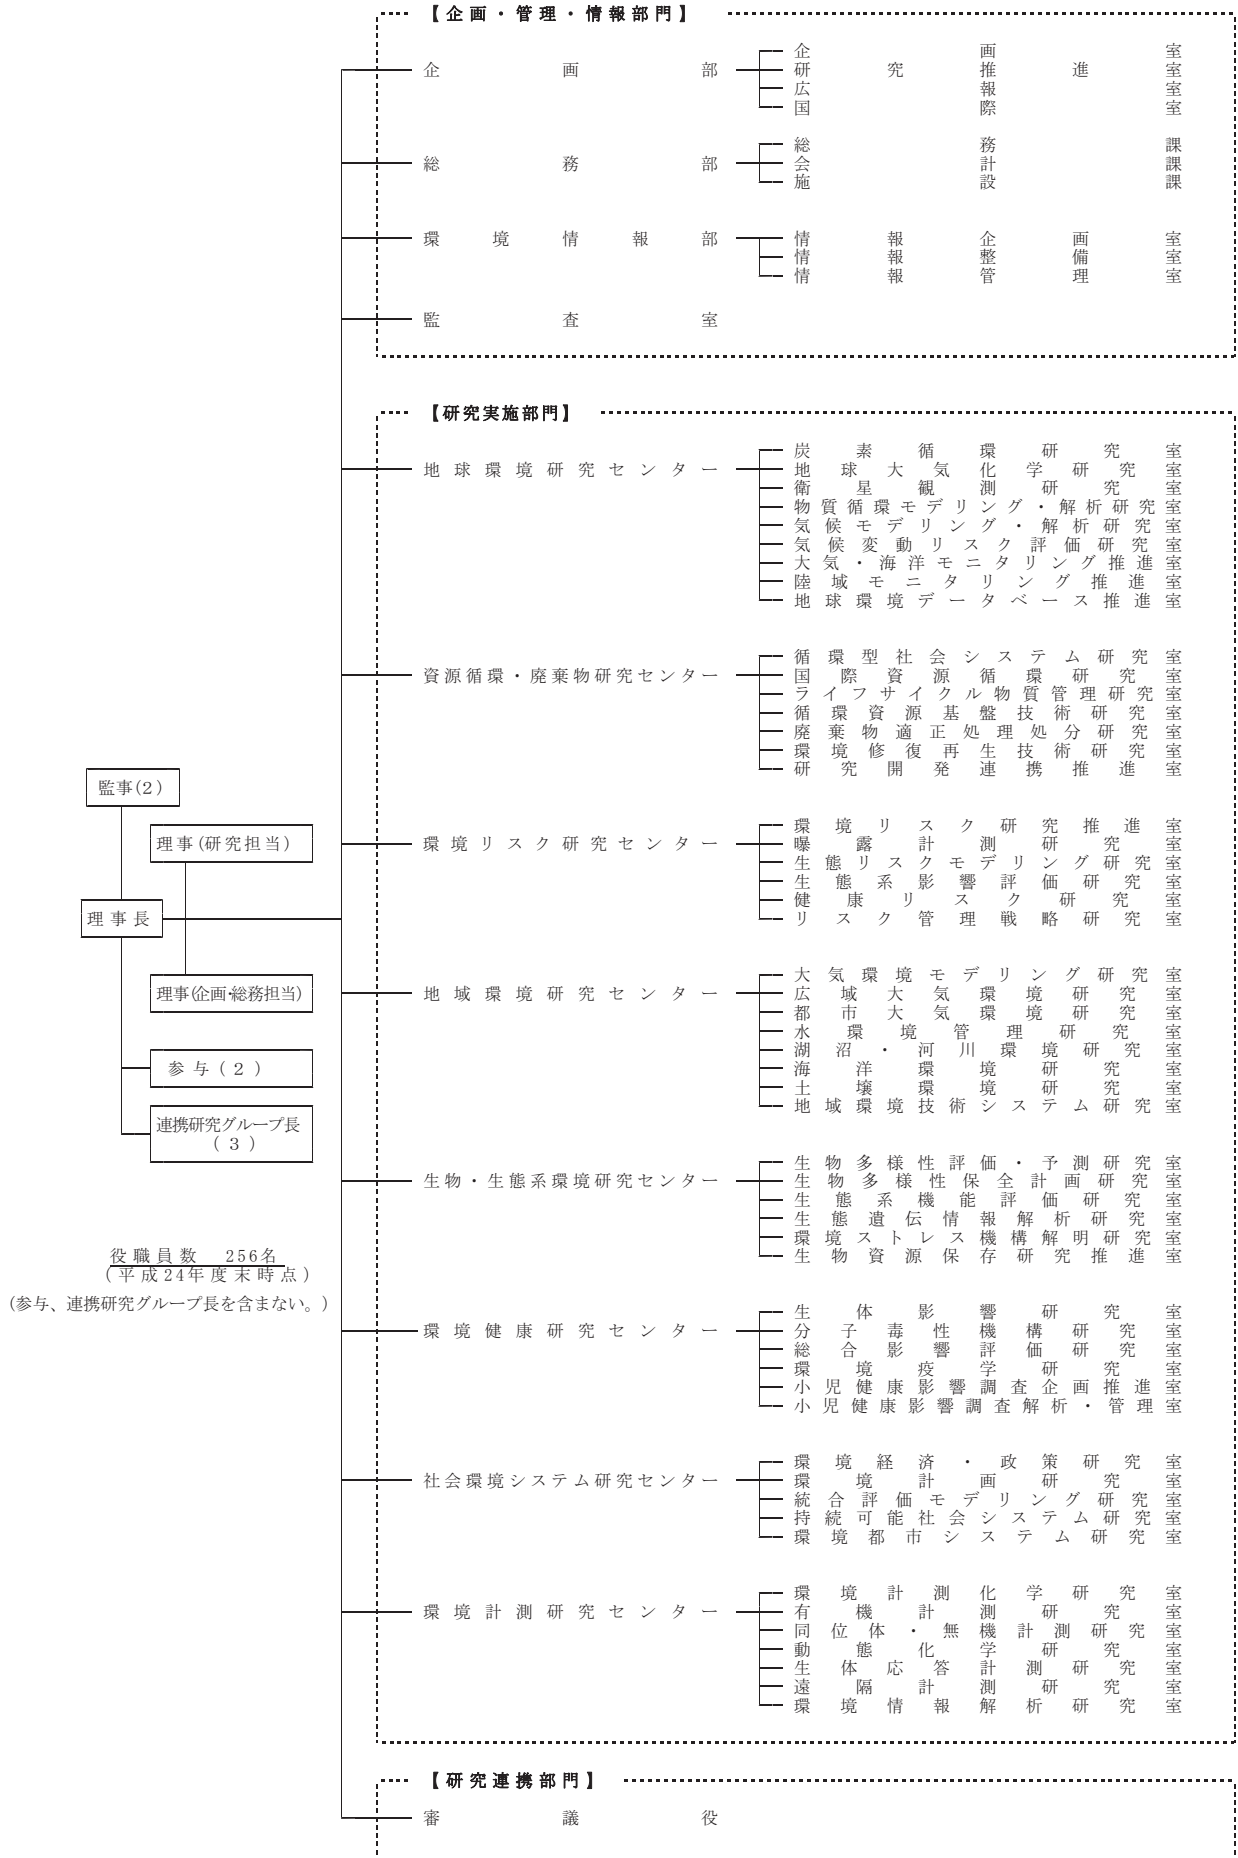 【企画・管理・情報部門】
企画部
企画室
研究推進室
広報室
国際室
総務部
総務課
会計課
施設課
環境情報部
情報企画室
情報整備室
情報管理室
監査室
【研究実施部門】
地球環境研究センター
炭素循環研究室
地球大気化学研究室
衛星観測研究室
物質循環モデリング・解析研究室
気候モデリング・解析研究室
気候変動リスク評価研究室
大気・海洋モニタリング推進室
陸域モニタリング推進室
地球環境データベース推進室
資源循環・廃棄物研究センター
循環型社会システム研究室
国際資源循環研究室
ライフサイクル物質管理研究室
循環資源基盤技術研究室
廃棄物適正処理処分研究室
環境修復再生技術研究室
研究開発連携推進室
監事(2)
理事(研究担当)
理事長
理事(企画・総務担当)
参与(2)
連携研究グループ長
(3)
役職員数 256名
(平成24年度末時点)
(参与、連携研究グループ長を含まない。)
環境リスク研究センター
環境リスク研究推進室
曝露計測研究室
生態リスクモデリング研究室
生態系影響評価研究室
健康リスク研究室
リスク管理戦略研究室
地域環境研究センター
大気環境モデリング研究室
広域大気環境研究室
都市大気環境研究室
水環境管理研究室
湖沼・河川環境研究室
海洋環境研究室
土壌環境研究室
地域環境技術システム研究室
生物・生態系環境研究センター
生物多様性評価・予測研究室
生物多様性保全計画研究室
生態系機能評価研究室
生態遺伝情報解析研究室
環境ストレス機構解明研究室
生物資源保存研究推進室
環境健康研究センター
生体影響研究室
分子毒性機構研究室
総合影響評価研究室
環境疫学研究室
小児健康影響調査企画推進室
小児健康影響調査解析・管理室
社会環境システム研究センター
環境経済・政策研究室
環境計画研究室
統合評価モデリング研究室
持続可能社会システム研究室
環境都市システム研究室
環境計測研究センター
環境計測化学研究室
有機計測研究室
同位体・無機計測研究室
動態化学研究室
生体応答計測研究室
遠隔計測研究室
環境情報解析研究室
【研究連携部門】
審議役